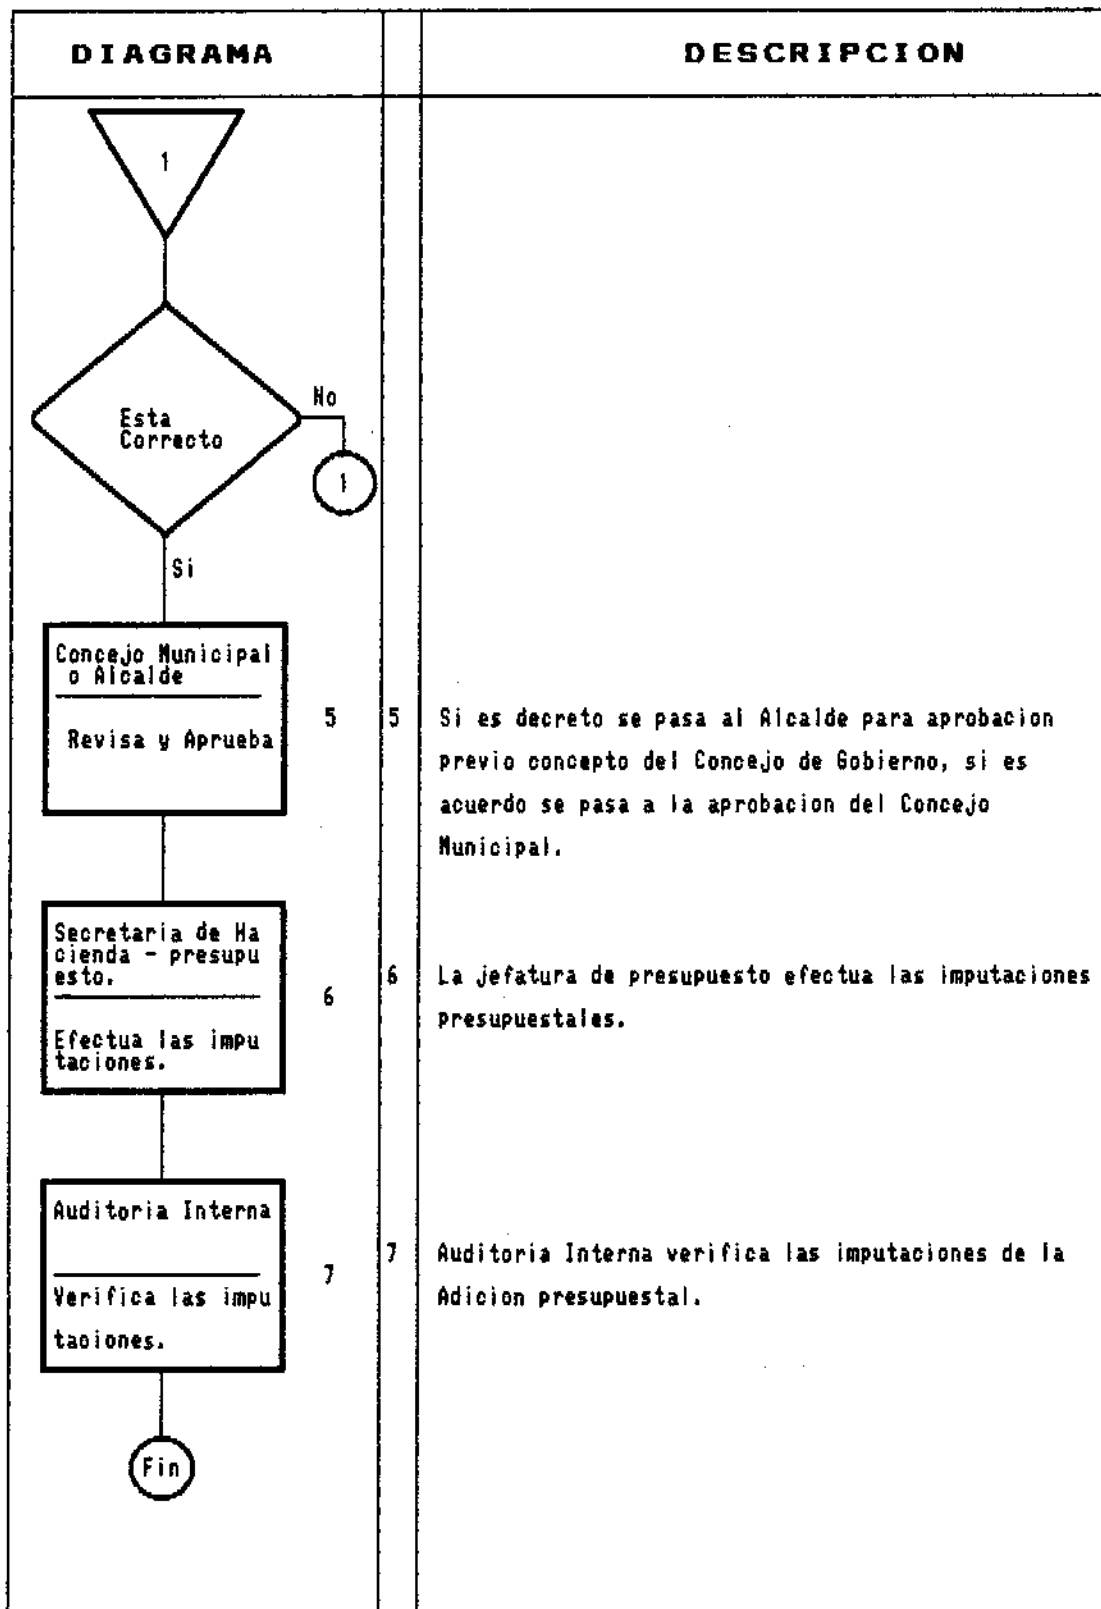 DIAGRAMA
DESCRIPCION
1
Esta
Correcto
No
1
Si
Concejo Municipal
o Alcalde
Revisa y Aprueba
5
5
Si es decreto se pasa al Alcalde para aprobacion
previo concepto del Concejo de Gobierno, si es
acuerdo se pasa a la aprobacion del Concejo
Municipal.
Secretaria de Ha
cienda - presupu
esto.
Efectua las impu
taciones.
6
6
La jefatura de presupuesto efectua las imputaciones
presupuestales.
Auditoria Interna
Verifica las impu
taciones.
7
7
Auditoria Interna verifica las imputaciones de la
Adicion presupuestal.
Fin